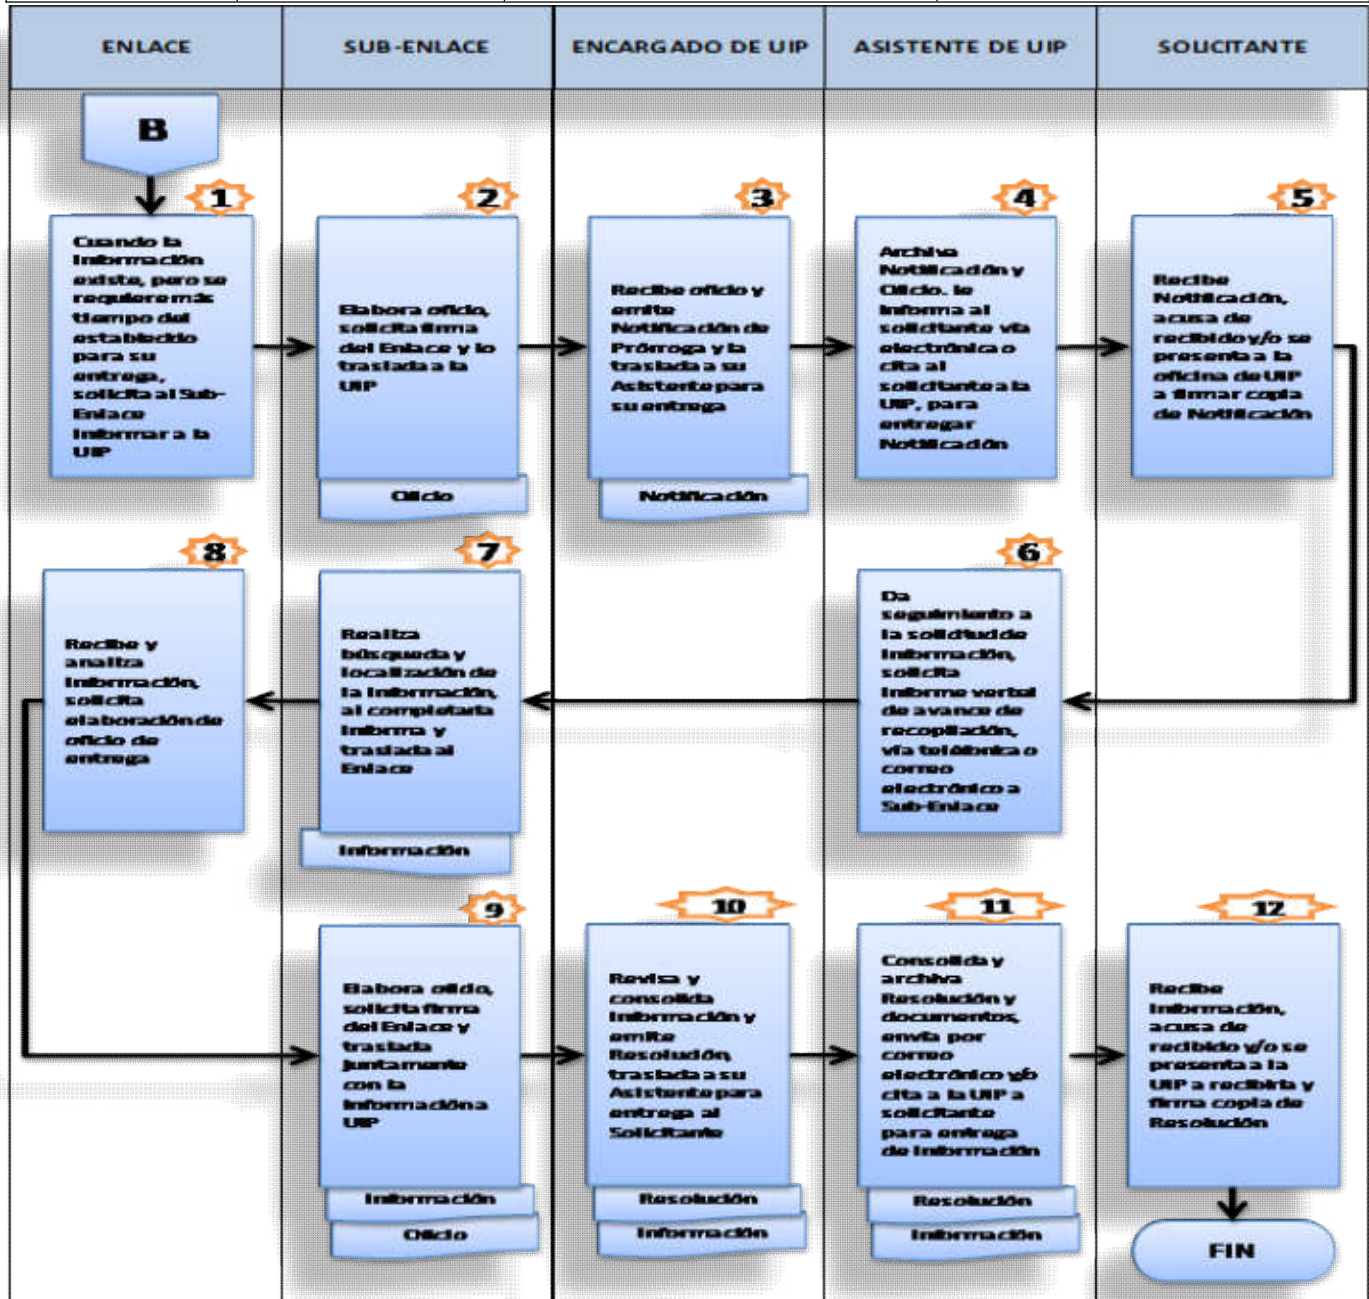 ENLACE
SUB-ENLACE
ENCARGADO DE UIP
ASISTENTE DE UIP
SOLICITANTE
B
1
Cuando la
Información
existe, pero se
requiere más
tiempo del
establecido
para su
entrega,
solicita al Sub-
Enlace
Informar a la
UIP
2
Elabora oficio,
solicita firma
del Enlace y lo
traslada a la
UIP
Oficio
3
Recibe oficio y
emite
Notificación de
Prórroga y la
traslada a su
Asistente para
su entrega
Notificación
4
Archiva
Notificación y
Oficio. le
Informa al
solicitante vía
electrónica o
cita al
solicitante a la
UIP, para
entregar
Notificación
5
Recibe
Notificación,
acusa de
recibido y/o se
presenta a la
oficina de UIP
a firmar copia
de Notificación
8
Recibe y
analiza
Información,
solicita
elaboración de
oficio de
entrega
7
Realiza
búsqueda y
localización de
la Información,
al completarla
Informa y
traslada al
Enlace
Información
6
Da
seguimiento a
la solicitud de
Información,
solicita
Informe
de avance de
recopilación,
vía telefónica o
correo
electrónico a
Sub-Enlace
9
Elabora oficio,
solicita firma
del Enlace y
traslada
juntamente
con la
Información a
UIP
Información
Oficio
10
Revisa y
consolida
Información y
emite
Resolución,
traslada a su
Asistente para
entrega al
Solicitante
Resolución
Información
11
Consolida y
archiva
Resolución y
documentos,
envía por
correo
electrónico y/o
cita a la UIP a
solicitante
para entrega
de Información
Resolución
Información
12
Recibe
Información,
acusa de
recibido y/o se
presenta a la
UIP a recibirla y
firma copia de
Resolución
FIN